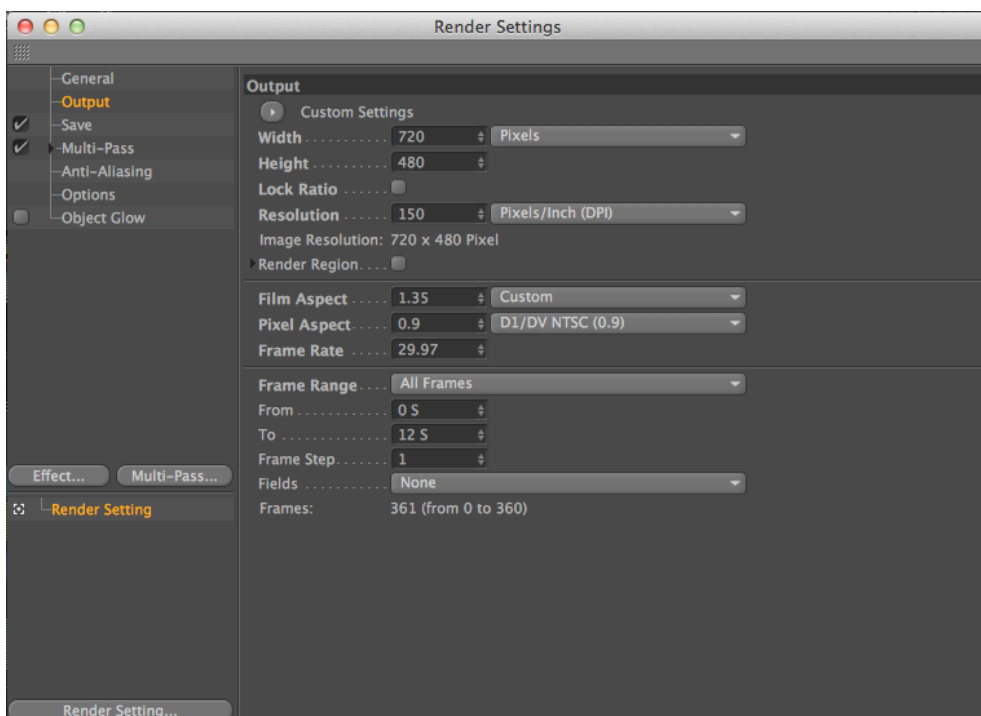 Render Settings
General
Output
Save
Multi-Pass
Anti-Aliasing
Options
Object Glow
Effect...
Multi-Pass...
Render Setting
Render Setting...
Output
Custom Settings
Width 720 Pixels
Height 480
Lock Ratio
Resolution 150 Pixels/Inch (DPI)
Image Resolution: 720 x 480 Pixel
Render Region
Film Aspect 1.35 Custom
Pixel Aspect 0.9 D1/DV NTSC (0.9)
Frame Rate 29.97
Frame Range All Frames
From 0 S
To 12 S
Frame Step 1
Fields None
Frames: 361 (from 0 to 360)